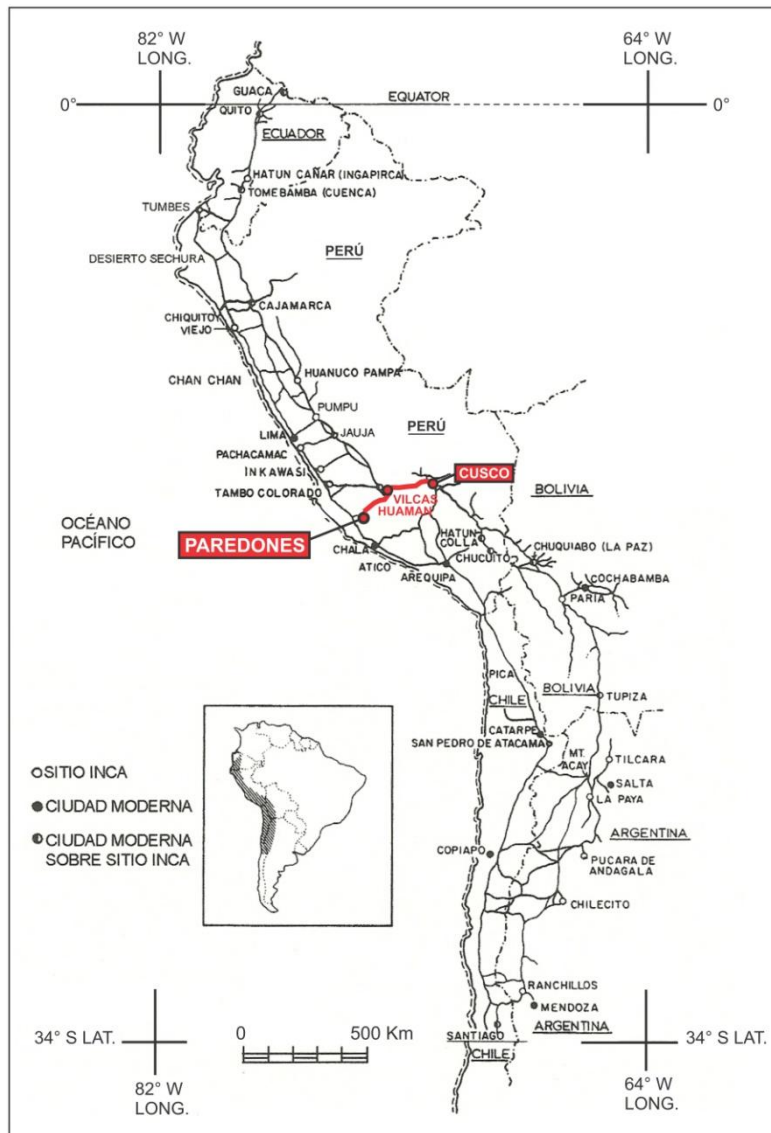 82° W
LONG.
64° W
LONG.
GUACA
0°
EQUATOR
0°
QUITO
ECUADOR
HATUN CAÑAR (INGAPIRCA)
TOMEBAMBA (CUENCA)
TUMBES
PERÚ
DESIERTO SECHURA
CAJAMARCA
CHIQUITOY
VIEJO
HUANUCO PAMPA
CHAN CHAN
PUMPU
PERÚ
LIMA
JAUJA
PACHACAMAC
INKAWASI
CUSCO
TAMBO COLORADO
VILCAS
HUAMAN
BOLIVIA
OCÉANO
PACÍFICO
PAREDONES
HATUN
COLLA
CHUCUITO
CHUQUIABO (LA PAZ)
CHALA
ATICO
AREQUIPA
COCHABAMBA
PARIA
PICA
BOLIVIA
TUPIZA
CHILE
CATARPE
SAN PEDRO DE ATACAMA
MT.
ACAY
TILCARA
SALTA
LA PAYA
SITIO INCA
CIUDAD MODERNA
CIUDAD MODERNA
SOBRE SITIO INCA
ARGENTINA
COPIAPO
PUCARA DE
ANDAGALA
CHILECITO
RANCHILLOS
MENDOZA
34° S LAT.
0 500 Km
SANTIAGO
ARGENTINA
34° S LAT.
CHILE
82° W
LONG.
64° W
LONG.